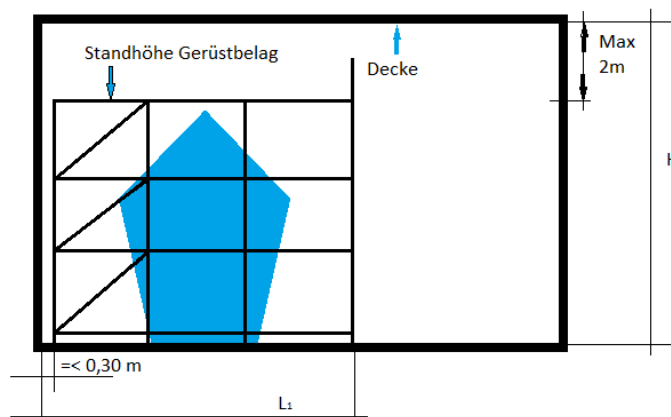 Standhöhe Gerüstbelag
Decke
Max
2m
H
=< 0,30 m
L1